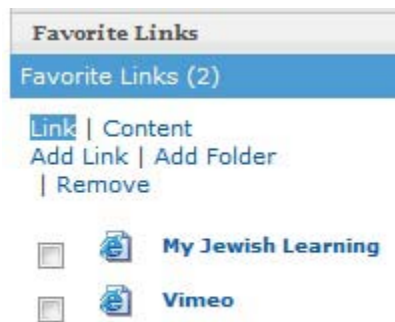 Favorite Links
Favorite Links (2)
Link | Content
Add Link | Add Folder
| Remove
My Jewish Learning
Vimeo